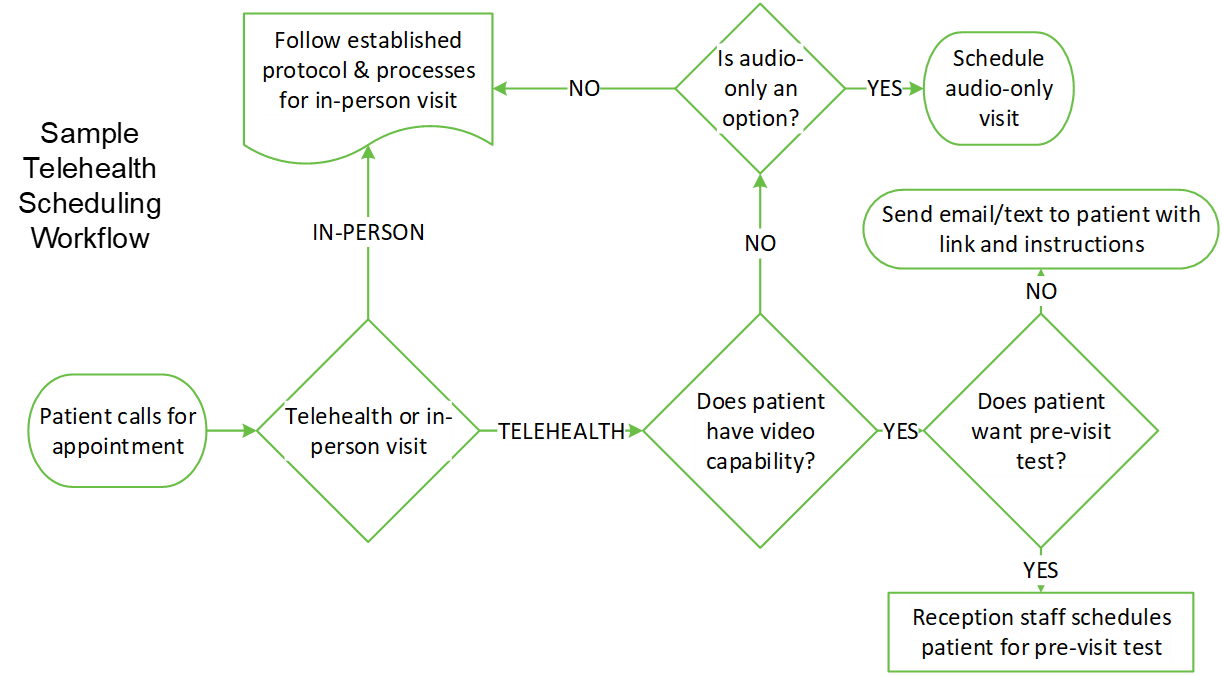 Sample
Telehealth
Scheduling
Workflow
Follow established
protocol & processes
for in-person visit
NO
Is audio-
only an
option?
YES
Schedule
audio-only
visit
IN-PERSON
NO
Send email/text to patient with
link and instructions
NO
Patient calls for
appointment
Telehealth or in-
person visit
TELEHEALTH
Does patient
have video
capability?
YES
Does patient
want pre-visit
test?
YES
Reception staff schedules
patient for pre-visit test